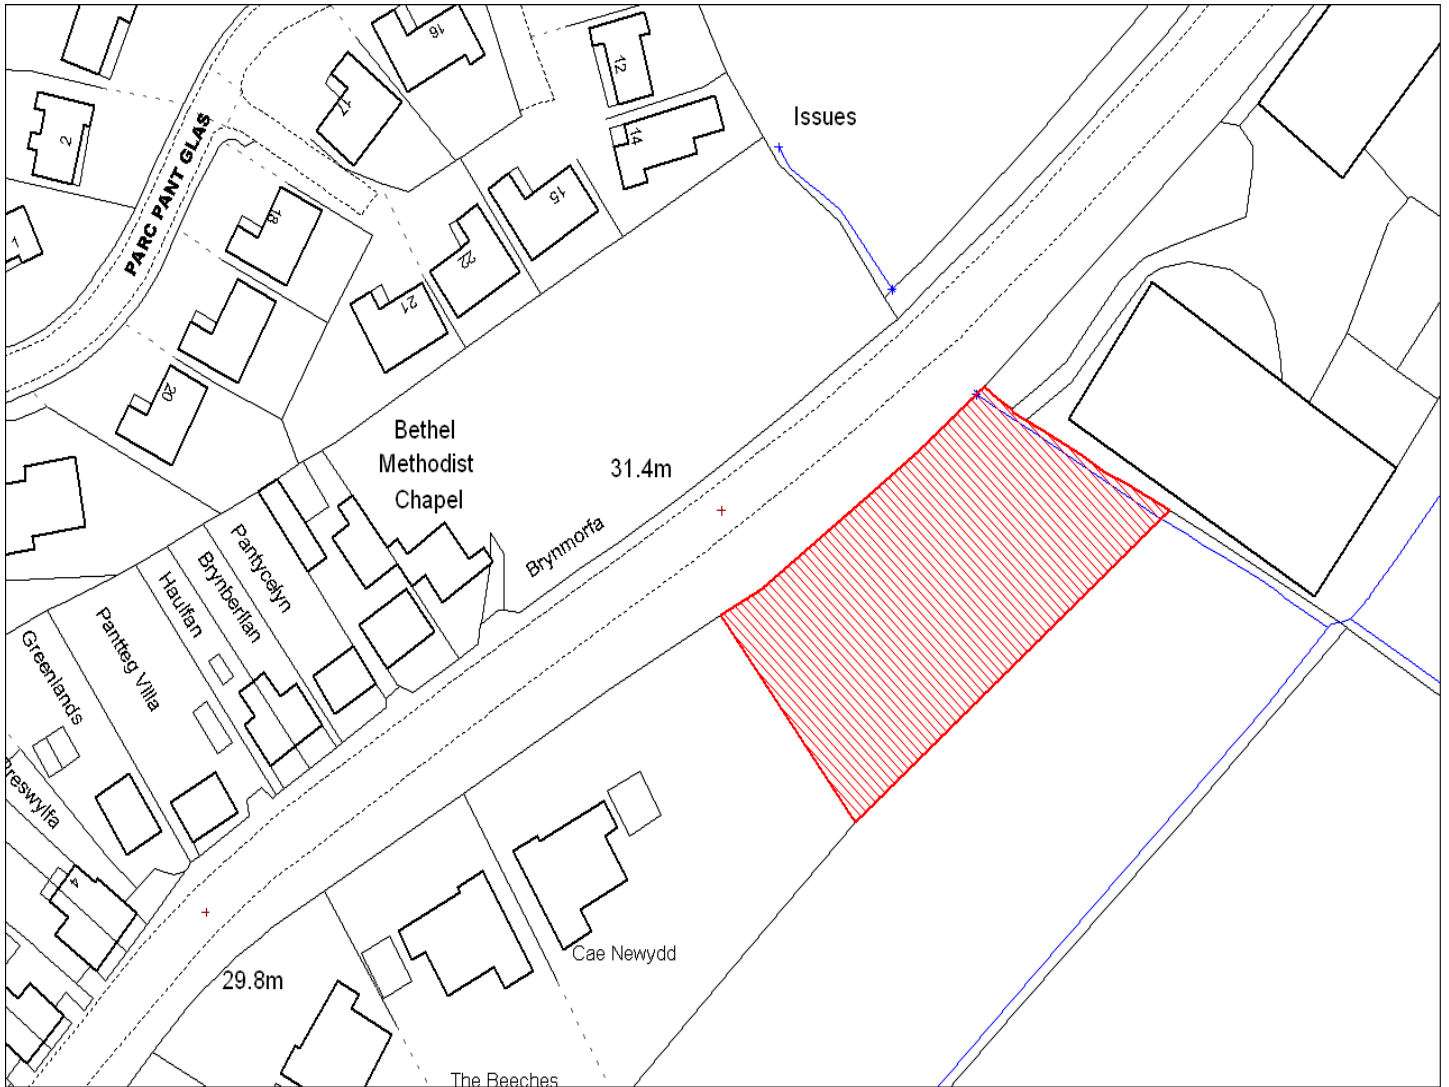 16
12
17
Issues
2
14
PARC PANT GLAS
15
18
1
22
21
20
Bethel
Methodist
Chapel
31.4m
Brynmorfa
Pantycelyn
Brynberllan
Haulfan
Pantteg Villa
Greenlands
Preswylfa
4
Cae Newydd
29.8m
The Beeches